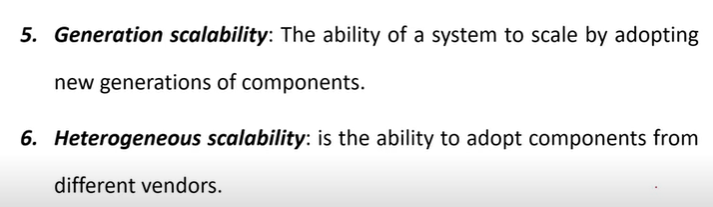 5. Generation scalability: The ability of a system to scale by adopting
new generations of components.
6. Heterogeneous scalability: is the ability to adopt components from
different vendors.